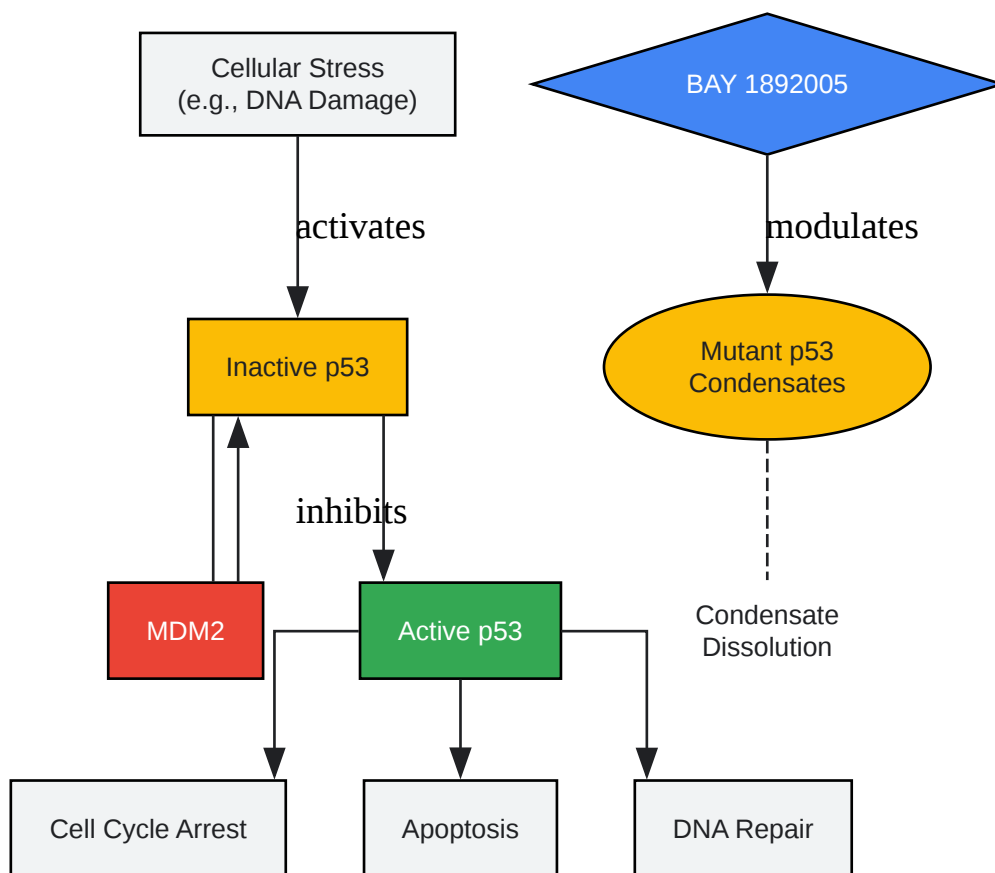 Cellular Stress
(e.g., DNA Damage)
BAY 1892005
activates
modulates
Inactive p53
Mutant p53
Condensates
inhibits
MDM2
Active p53
Condensate
Dissolution
Cell Cycle Arrest
Apoptosis
DNA Repair